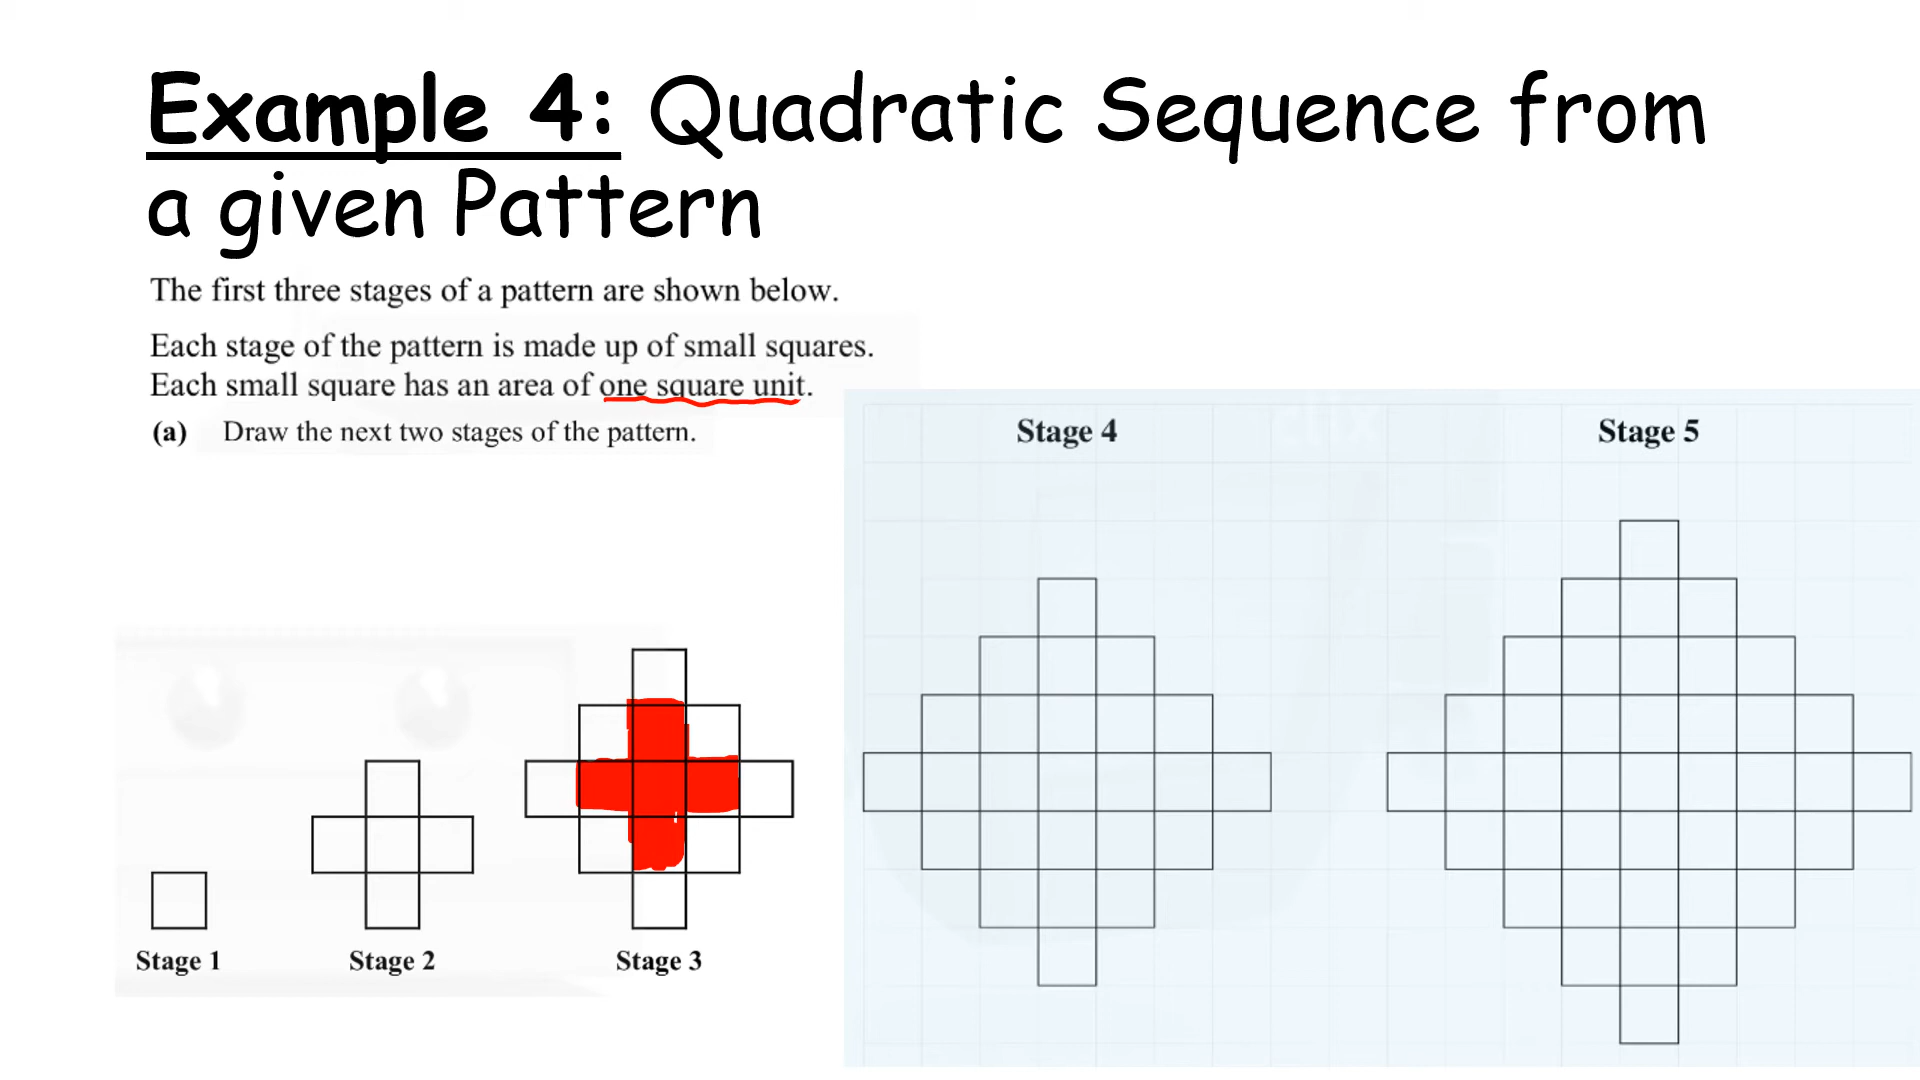 Example 4: Quadratic Sequence from
a given Pattern
The first three stages of a pattern are shown below.
Each stage of the pattern is made up of small squares.
Each small square has an area of one square unit.
(a) Draw the next two stages of the pattern.
Stage 4
Stage 5
Stage 1
Stage 2
Stage 3